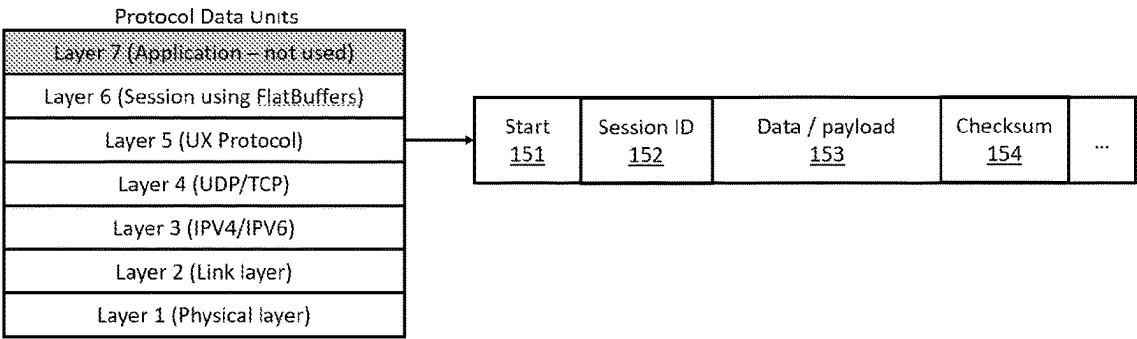 Protocol Data Units
Layer 7 (Application – not used)
Layer 6 (Session using FlatBuffers)
Layer 5 (UX Protocol)
Layer 4 (UDP/TCP)
Layer 3 (IPV4/IPV6)
Layer 2 (Link layer)
Layer 1 (Physical layer)
Start
151
Session ID
152
Data / payload
153
Checksum
154
...